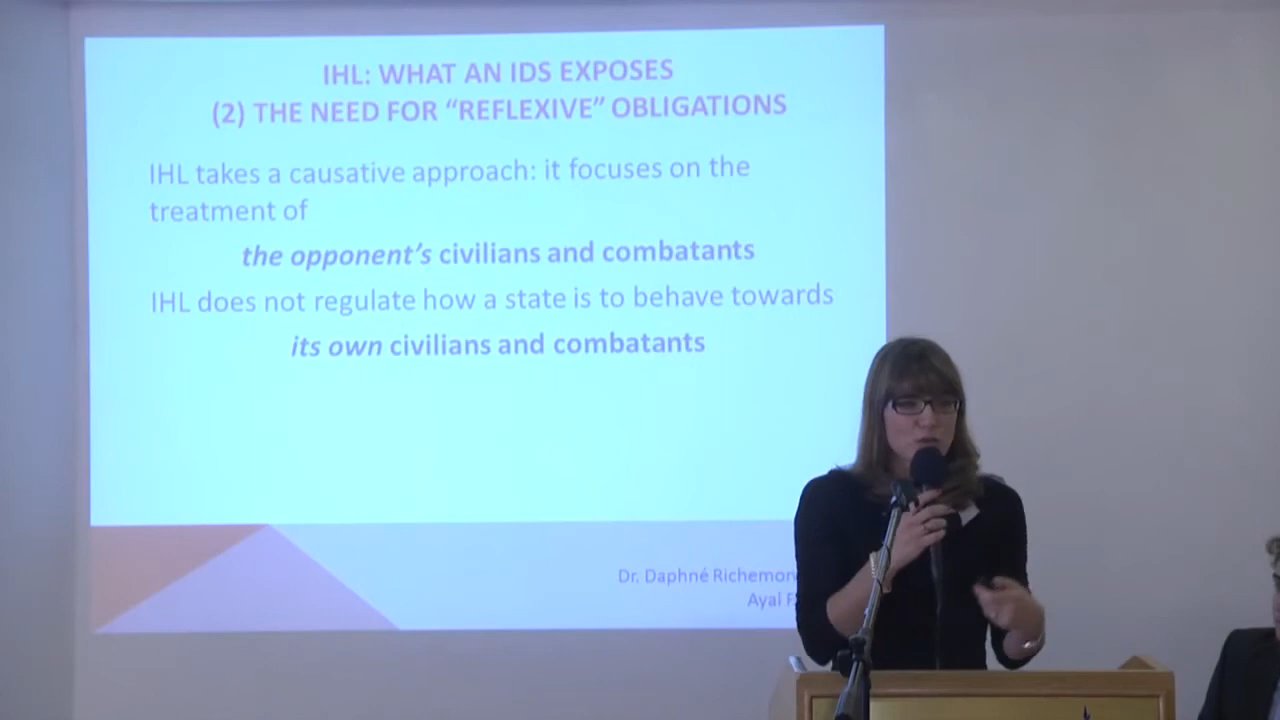 IHL: WHAT AN IDS EXPOSES
(2) THE NEED FOR “REFLEXIVE” OBLIGATIONS
IHL takes a causative approach: it focuses on the
treatment of
the opponent’s civilians and combatants
IHL does not regulate how a state is to behave towards
its own civilians and combatants
Dr. Daphné